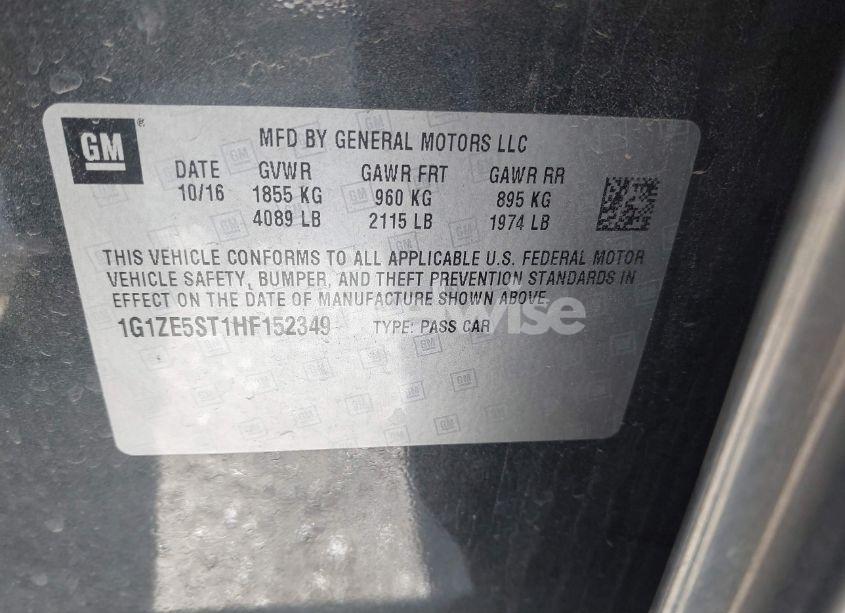 GM
MFD BY GENERAL MOTORS LLC
DATE GVWR GAWR FRT GAWR RR
10/16 1855 KG 960 KG 895 KG
4089 LB 2115 LB 1974 LB
THIS VEHICLE CONFORMS TO ALL APPLICABLE U.S. FEDERAL MOTOR
VEHICLE SAFETY, BUMPER, AND THEFT PREVENTION STANDARDS IN
EFFECT ON THE DATE OF MANUFACTURE SHOWN ABOVE.
1G1ZE5ST1HF152349 TYPE: PASS CAR